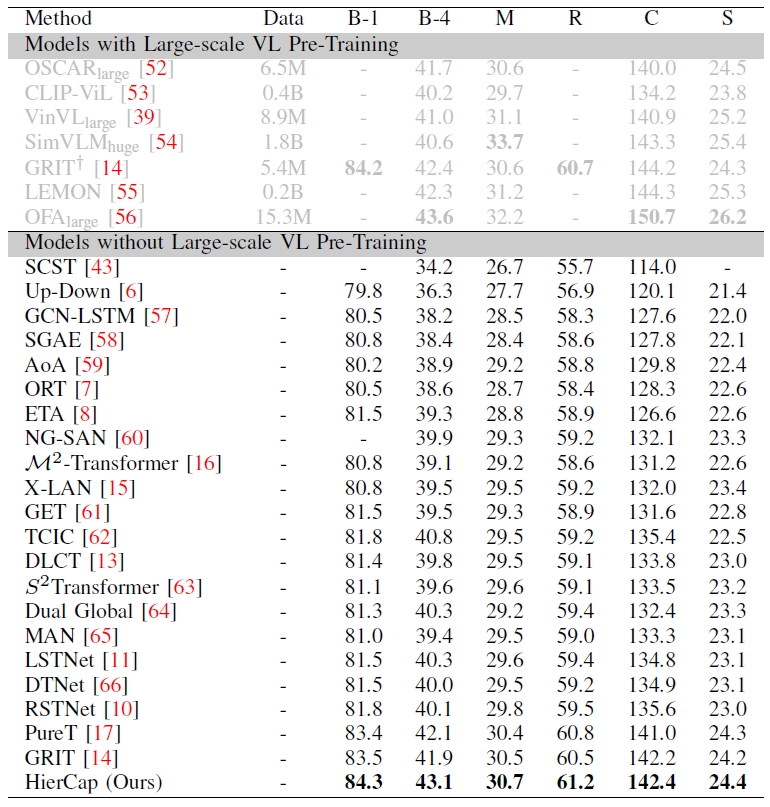 Method Data B-1 B-4 M R C S
Models with Large-scale VL Pre-Training
OSCARlarge [52] 6.5M - 41.7 30.6 - 140.0 24.5
CLIP-ViL [53] 0.4B - 40.2 29.7 - 134.2 23.8
VinVLlarge [39] 8.9M - 41.0 31.1 - 140.9 25.2
SimVLMhuge [54] 1.8B - 40.6 33.7 - 143.3 25.4
GRIT† [14] 5.4M 84.2 42.4 30.6 60.7 144.2 24.3
LEMON [55] 0.2B - 42.3 31.2 - 144.3 25.3
OFAlarge [56] 15.3M - 43.6 32.2 - 150.7 26.2
Models without Large-scale VL Pre-Training
SCST [43] - - 34.2 26.7 55.7 114.0 -
Up-Down [6] - 79.8 36.3 27.7 56.9 120.1 21.4
GCN-LSTM [57] - 80.5 38.2 28.5 58.3 127.6 22.0
SGAE [58] - 80.8 38.4 28.4 58.6 127.8 22.1
AoA [59] - 80.2 38.9 29.2 58.8 129.8 22.4
ORT [7] - 80.5 38.6 28.7 58.4 128.3 22.6
ETA [8] - 81.5 39.3 28.8 58.9 126.6 22.6
NG-SAN [60] - - 39.9 29.3 59.2 132.1 23.3
M²-Transformer [16] - 80.8 39.1 29.2 58.6 131.2 22.6
X-LAN [15] - 80.8 39.5 29.5 59.2 132.0 23.4
GET [61] - 81.5 39.5 29.3 58.9 131.6 22.8
TCIC [62] - 81.8 40.8 29.5 59.2 135.4 22.5
DLCT [13] - 81.4 39.8 29.5 59.1 133.8 23.0
S²Transformer [63] - 81.1 39.6 29.6 59.1 133.5 23.2
Dual Global [64] - 81.3 40.3 29.2 59.4 132.4 23.3
MAN [65] - 81.0 39.4 29.5 59.0 133.3 23.1
LSTNet [11] - 81.5 40.3 29.6 59.4 134.8 23.1
DTNet [66] - 81.5 40.0 29.5 59.2 134.9 23.1
RSTNet [10] - 81.8 40.1 29.8 59.5 135.6 23.0
PureT [17] - 83.4 42.1 30.4 60.8 141.0 24.3
GRIT [14] - 83.5 41.9 30.5 60.5 142.2 24.2
HierCap (Ours) - 84.3 43.1 30.7 61.2 142.4 24.4